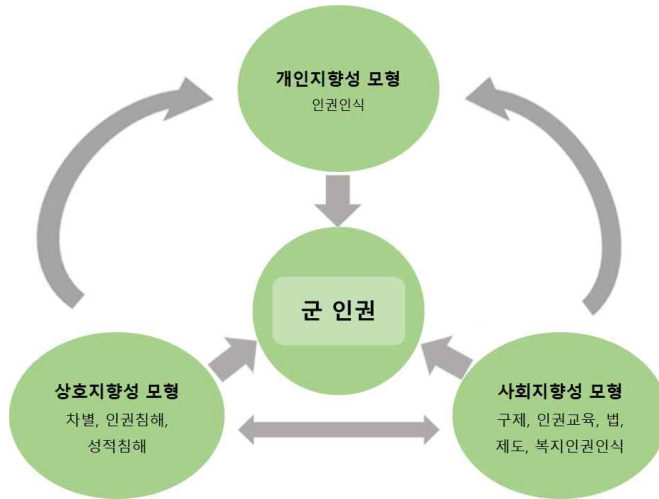 개인지향성 모형
인권인식
군 인권
상호지향성 모형
차별, 인권침해,
성적침해
사회지향성 모형
구제, 인권교육, 법,
제도, 복지인권인식